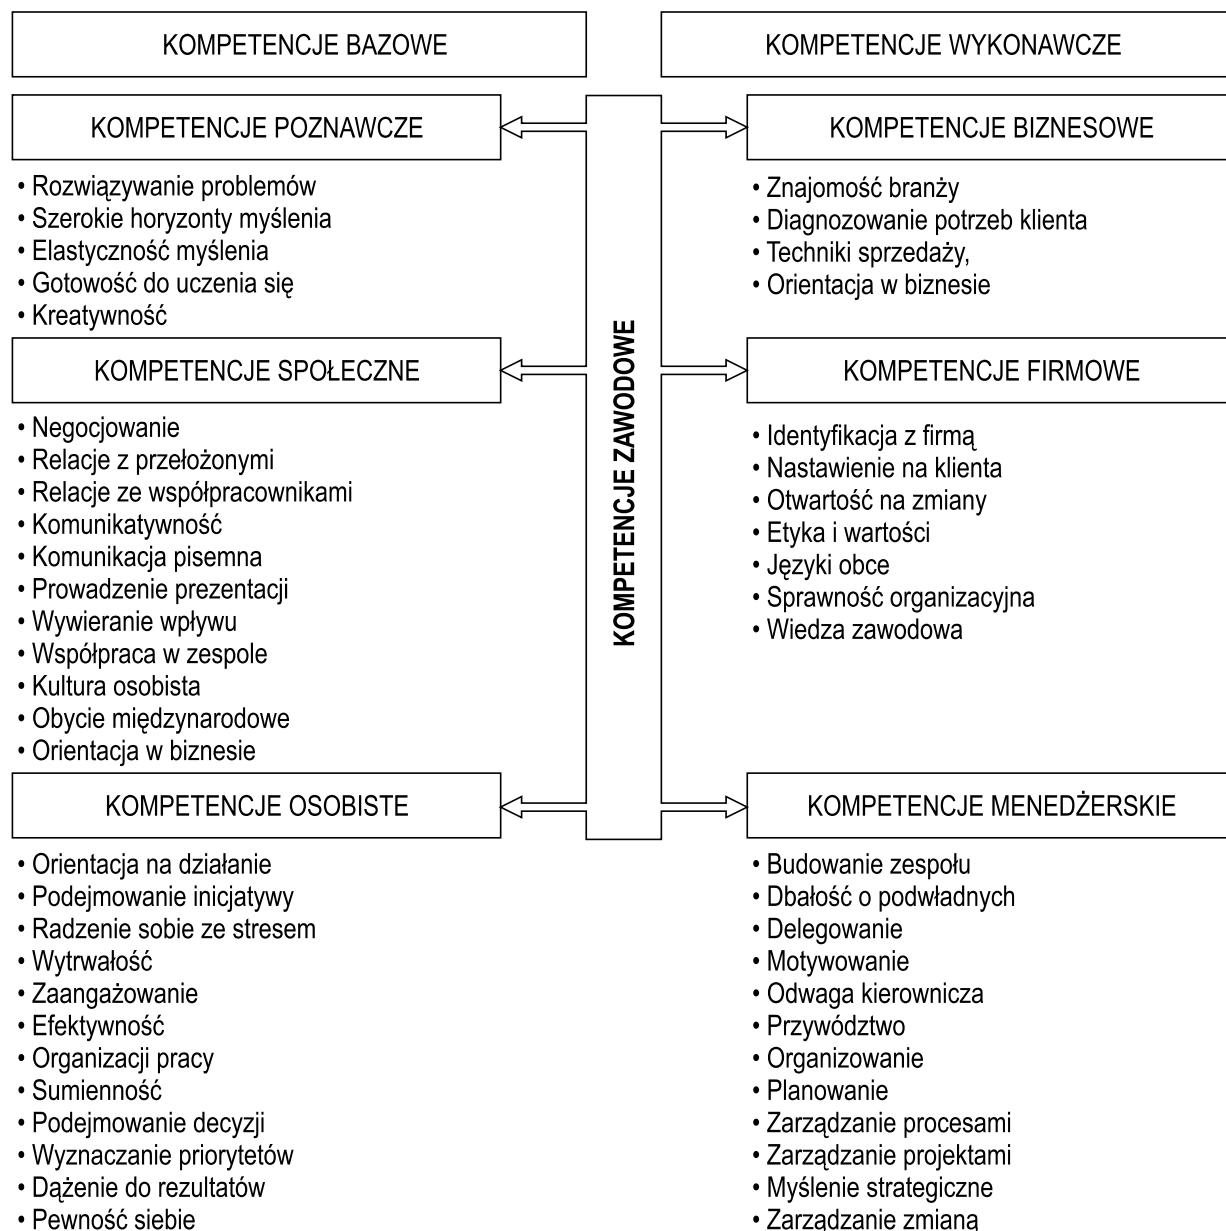 KOMPETENCJE BAZOWE
KOMPETENCJE WYKONAWCZE
KOMPETENCJE POZNAWCZE
• Rozwiązywanie problemów
• Szerokie horyzonty myślenia
• Elastyczność myślenia
• Gotowość do uczenia się
• Kreatywność
KOMPETENCJE SPOŁECZNE
• Negocjowanie
• Relacje z przełożonymi
• Relacje ze współpracownikami
• Komunikatywność
• Komunikacja pisemna
• Prowadzenie prezentacji
• Wywieranie wpływu
• Współpraca w zespole
• Kultura osobista
• Obycie międzynarodowe
• Orientacja w biznesie
KOMPETENCJE OSOBISTE
• Orientacja na działanie
• Podejmowanie inicjatywy
• Radzenie sobie ze stresem
• Wytrwałość
• Zaangażowanie
• Efektywność
• Organizacji pracy
• Sumienność
• Podejmowanie decyzji
• Wyznaczanie priorytetów
• Dążenie do rezultatów
• Pewność siebie
KOMPETENCJE ZAWODOWE
KOMPETENCJE BIZNESOWE
• Znajomość branży
• Diagnozowanie potrzeb klienta
• Techniki sprzedaży,
• Orientacja w biznesie
KOMPETENCJE FIRMOWE
• Identyfikacja z firmą
• Nastawienie na klienta
• Otwartość na zmiany
• Etyka i wartości
• Języki obce
• Sprawność organizacyjna
• Wiedza zawodowa
KOMPETENCJE MENEDŻERSKIE
• Budowanie zespołu
• Dbałość o podwładnych
• Delegowanie
• Motywowanie
• Odwaga kierownicza
• Przywództwo
• Organizowanie
• Planowanie
• Zarządzanie procesami
• Zarządzanie projektami
• Myślenie strategiczne
• Zarządzanie zmianą